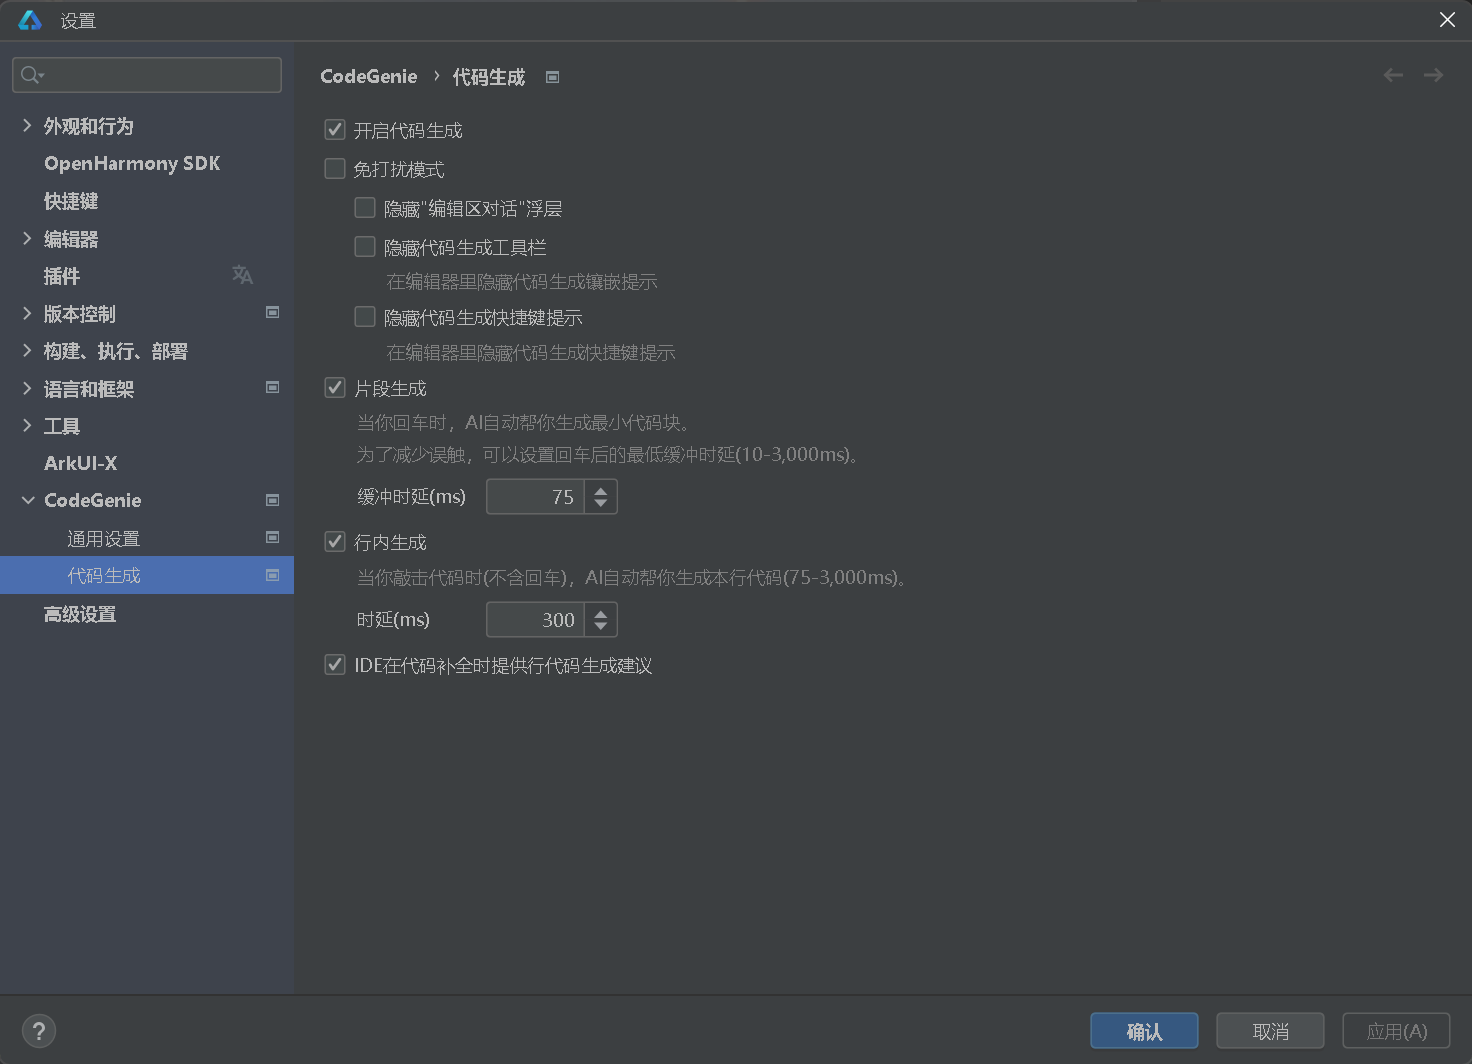 设置
外观和行为
OpenHarmony SDK
快捷键
编辑器
插件
版本控制
构建、执行、部署
语言和框架
工具
ArkUI-X
CodeGenie
通用设置
代码生成
高级设置
CodeGenie › 代码生成
开启代码生成
免打扰模式
隐藏"编辑区对话"浮层
隐藏代码生成工具栏
在编辑器里隐藏代码生成镶嵌提示
隐藏代码生成快捷键提示
在编辑器里隐藏代码生成快捷键提示
片段生成
当你回车时，AI自动帮你生成最小代码块。
为了减少误触，可以设置回车后的最低缓冲时延(10-3,000ms)。
缓冲时延(ms) 75
行内生成
当你敲击代码时(不含回车)，AI自动帮你生成本行代码(75-3,000ms)。
时延(ms) 300
IDE在代码补全时提供行代码生成建议
? 确认 取消 应用(A)